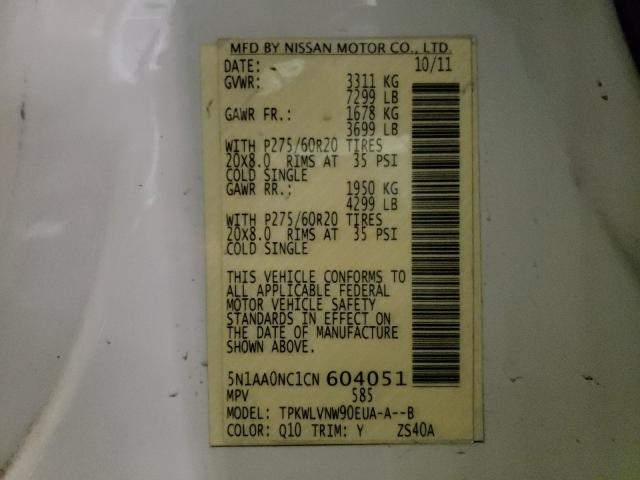 MFD BY NISSAN MOTOR CO., LTD.
DATE: 10/11
GVWR: 3311 KG
7299 LB
GAWR FR.: 1678 KG
3699 LB
WITH P275/60R20 TIRES
20X8.0 RIMS AT 35 PSI
COLD SINGLE
GAWR RR.: 1950 KG
4299 LB
WITH P275/60R20 TIRES
20X8.0 RIMS AT 35 PSI
COLD SINGLE
THIS VEHICLE CONFORMS TO
ALL APPLICABLE FEDERAL
MOTOR VEHICLE SAFETY
STANDARDS IN EFFECT ON
THE DATE OF MANUFACTURE
SHOWN ABOVE.
5N1AA0NC1CN 604051
MPV 585
MODEL: TPKWLVNW90EUA-A--B
COLOR: Q10 TRIM: Y ZS40A